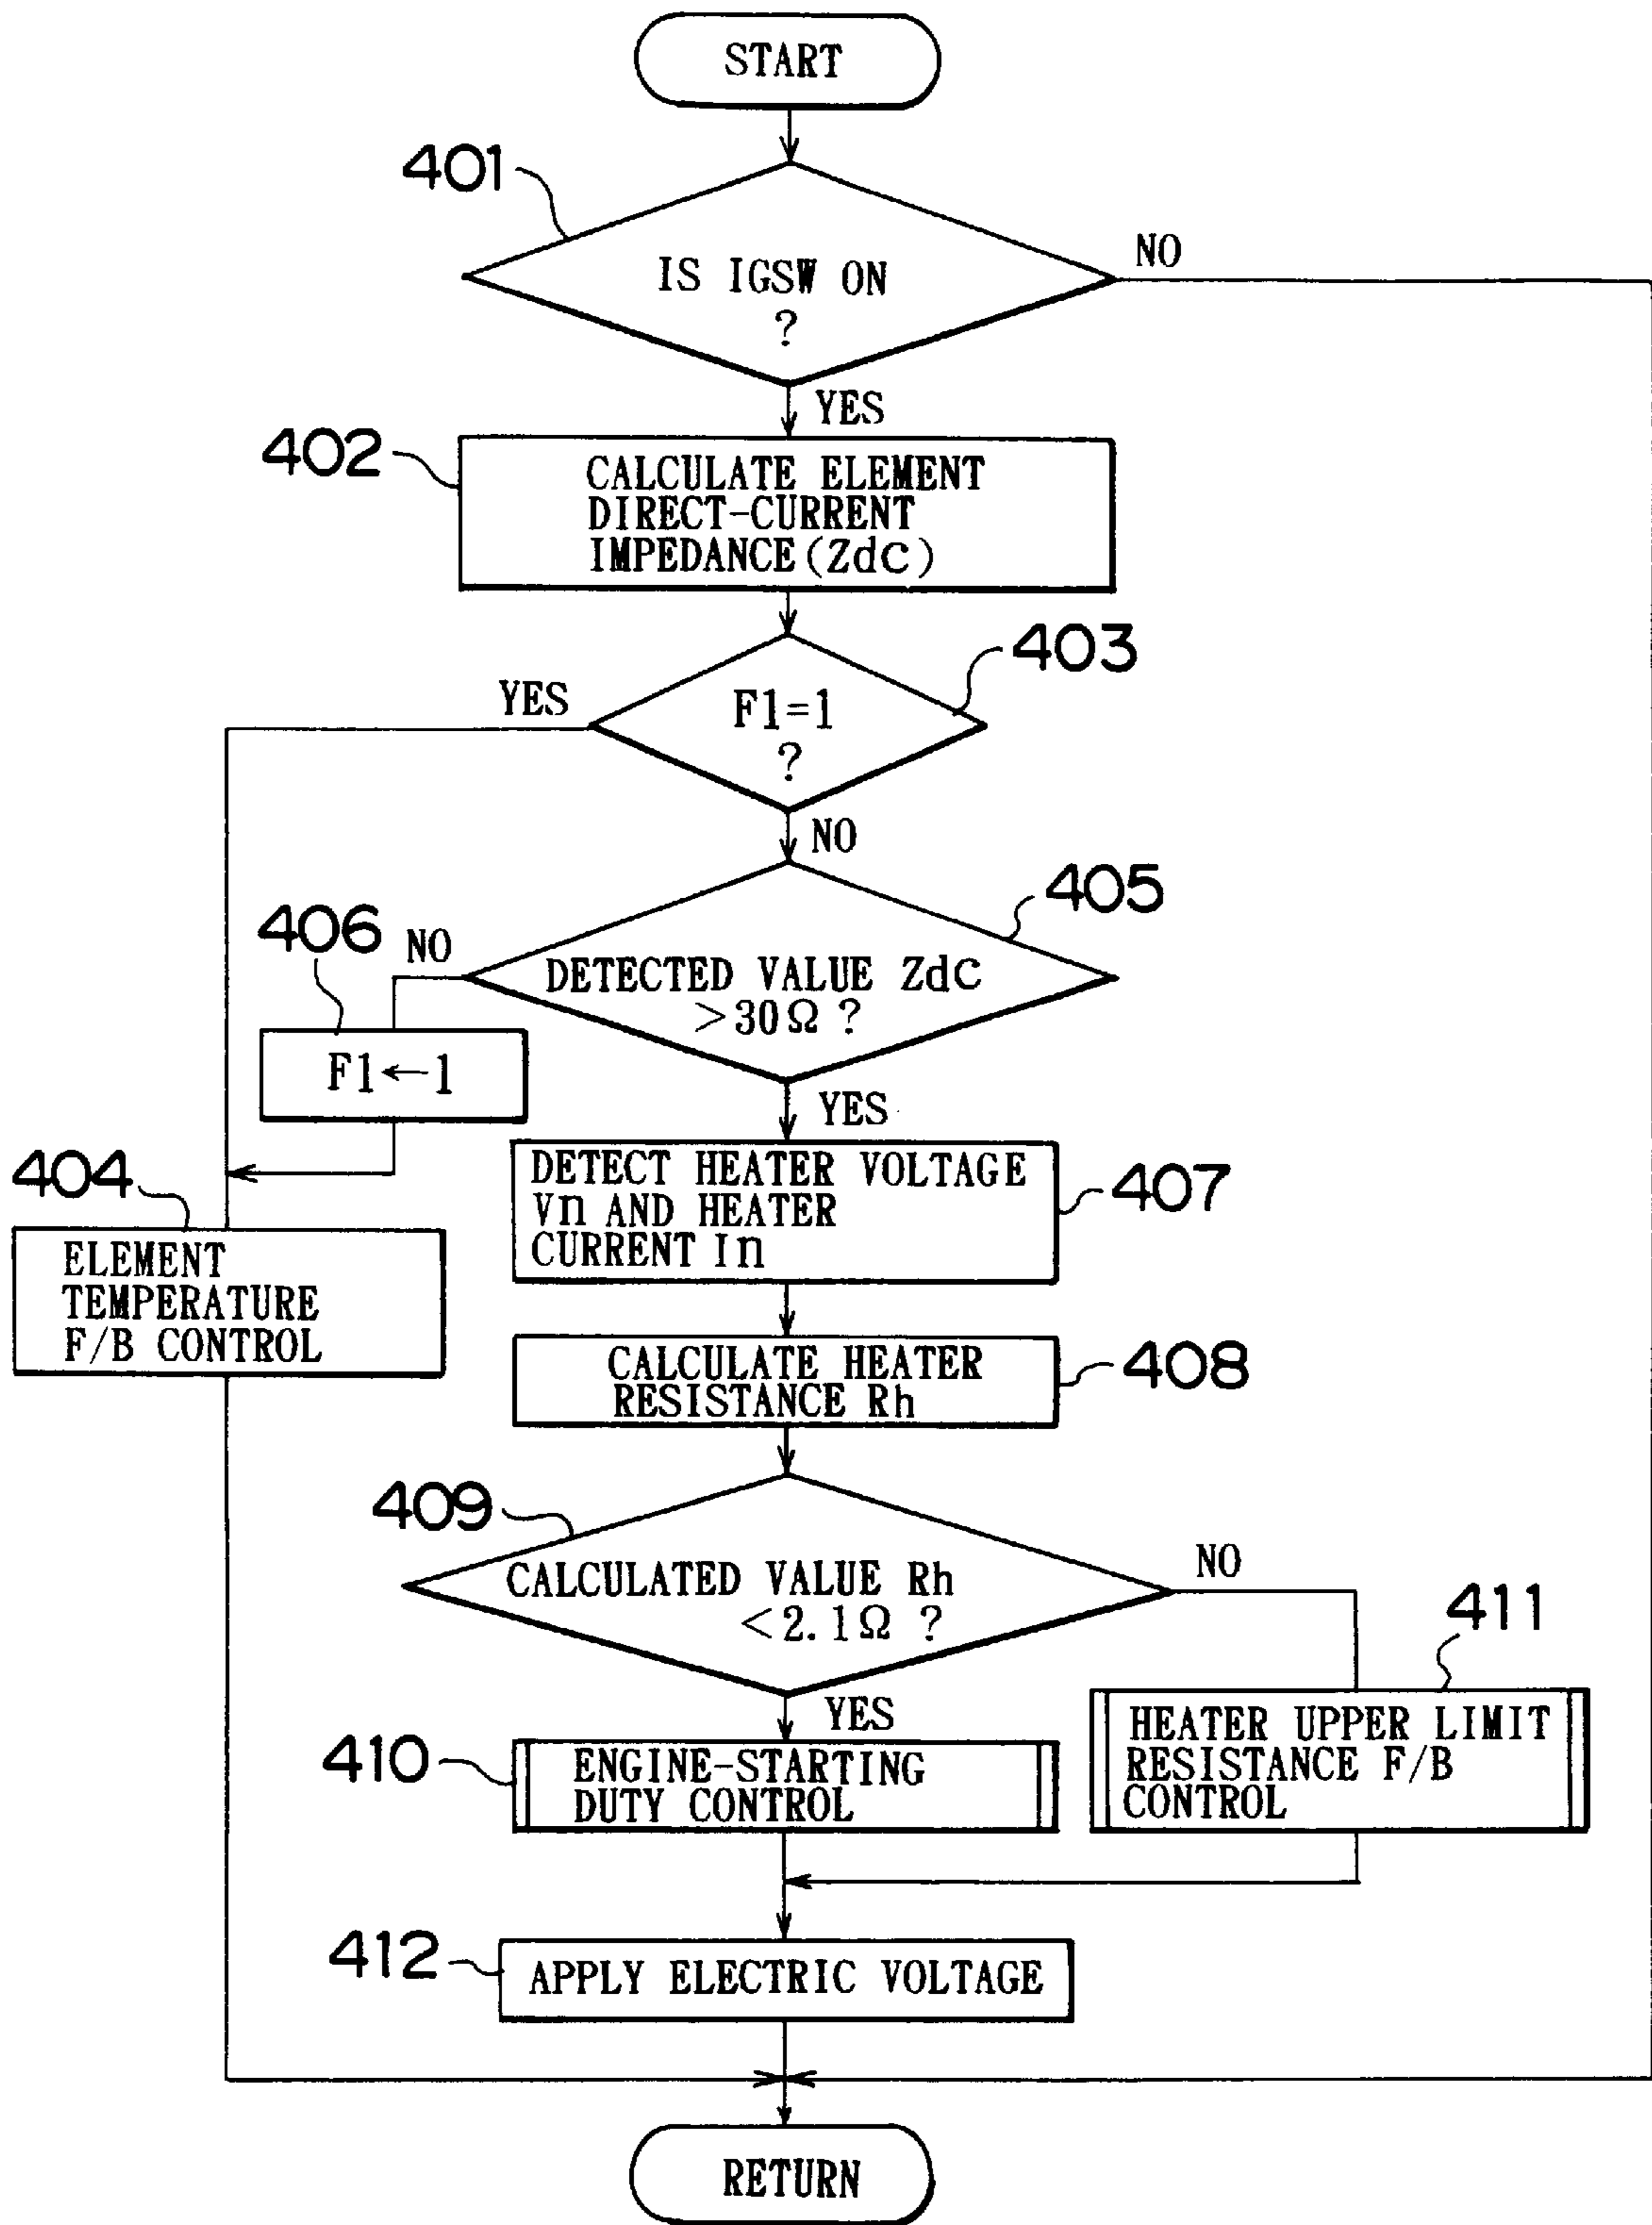 START
401
IS IGSW ON
?
NO
YES
402
CALCULATE ELEMENT
DIRECT-CURRENT
IMPEDANCE (Zdc)
403
YES
F1=1
?
NO
405
406
NO
DETECTED VALUE Zdc
>30Ω ?
F1←1
YES
404
ELEMENT
TEMPERATURE
F/B CONTROL
DETECT HEATER VOLTAGE
Vn AND HEATER
CURRENT In
407
CALCULATE HEATER
RESISTANCE Rh
408
409
CALCULATED VALUE Rh
<2.1Ω ?
NO
411
YES
410
ENGINE-STARTING
DUTY CONTROL
HEATER UPPER LIMIT
RESISTANCE F/B
CONTROL
412
APPLY ELECTRIC VOLTAGE
RETURN